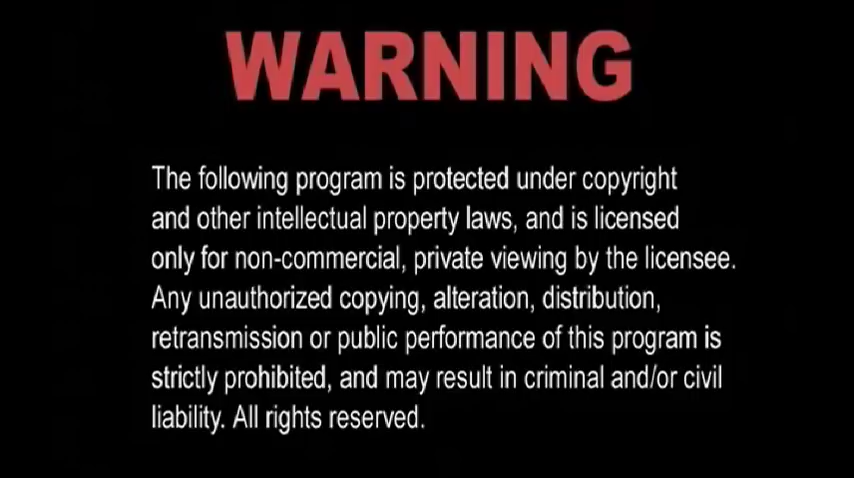 WARNING
The following program is protected under copyright
and other intellectual property laws, and is licensed
only for non-commercial, private viewing by the licensee.
Any unauthorized copying, alteration, distribution,
retransmission or public performance of this program is
strictly prohibited, and may result in criminal and/or civil
liability. All rights reserved.